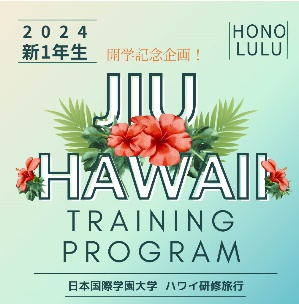 2024
新1年生
開学記念企画！
HONO
LULU
JIU
HAWAII
TRAINING
PROGRAM
日本国際学園大学 ハワイ研修旅行